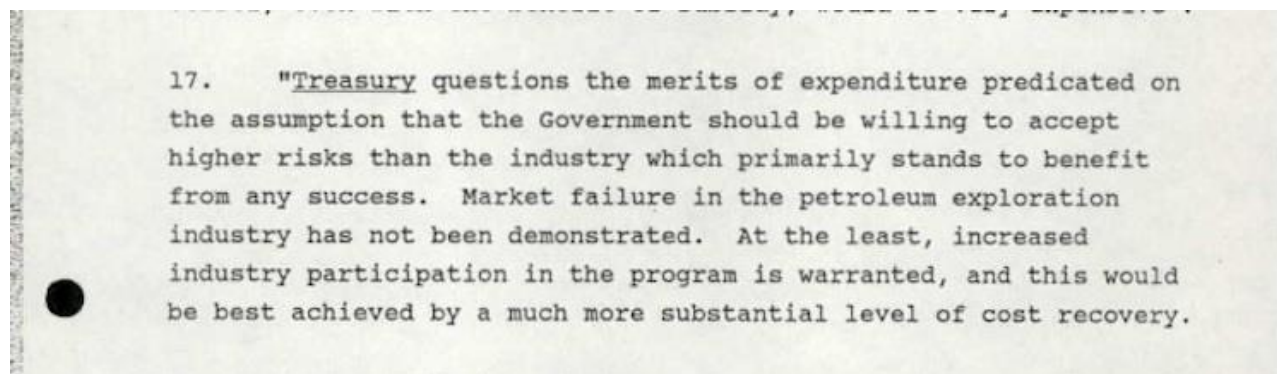 17. "Treasury questions the merits of expenditure predicated on
the assumption that the Government should be willing to accept
higher risks than the industry which primarily stands to benefit
from any success. Market failure in the petroleum exploration
industry has not been demonstrated. At the least, increased
industry participation in the program is warranted, and this would
be best achieved by a much more substantial level of cost recovery.